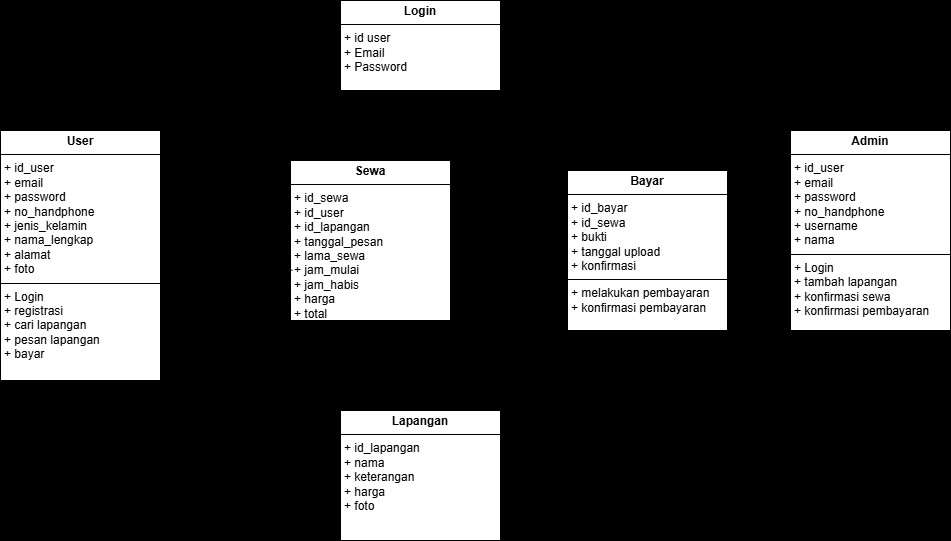 Login
+ id user
+ Email
+ Password
User
+ id_user
+ email
+ password
+ no_handphone
+ jenis_kelamin
+ nama_lengkap
+ alamat
+ foto
+ Login
+ registrasi
+ cari lapangan
+ pesan lapangan
+ bayar
Sewa
+ id_sewa
+ id_user
+ id_lapangan
+ tanggal_pesan
+ lama_sewa
+ jam_mulai
+ jam_habis
+ harga
+ total
Bayar
+ id_bayar
+ id_sewa
+ bukti
+ tanggal upload
+ konfirmasi
+ melakukan pembayaran
+ konfirmasi pembayaran
Admin
+ id_user
+ email
+ password
+ no_handphone
+ username
+ nama
+ Login
+ tambah lapangan
+ konfirmasi sewa
+ konfirmasi pembayaran
Lapangan
+ id_lapangan
+ nama
+ keterangan
+ harga
+ foto